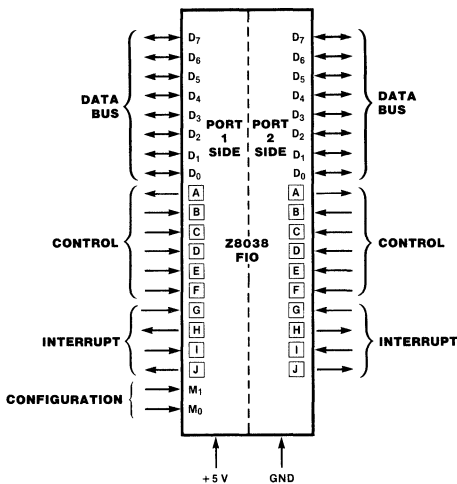 D7 D7
D6 D6
D5 D5
D4 D4
DATA BUS DATA BUS
D3 D3
PORT 1 SIDE PORT 2 SIDE
D2 D2
D1 D1
D0 D0
A A
B B
C C
CONTROL CONTROL
D D
Z8038 FIO
E E
F F
G G
H H
INTERRUPT INTERRUPT
I I
J J
M1
CONFIGURATION
M0
+5 V GND